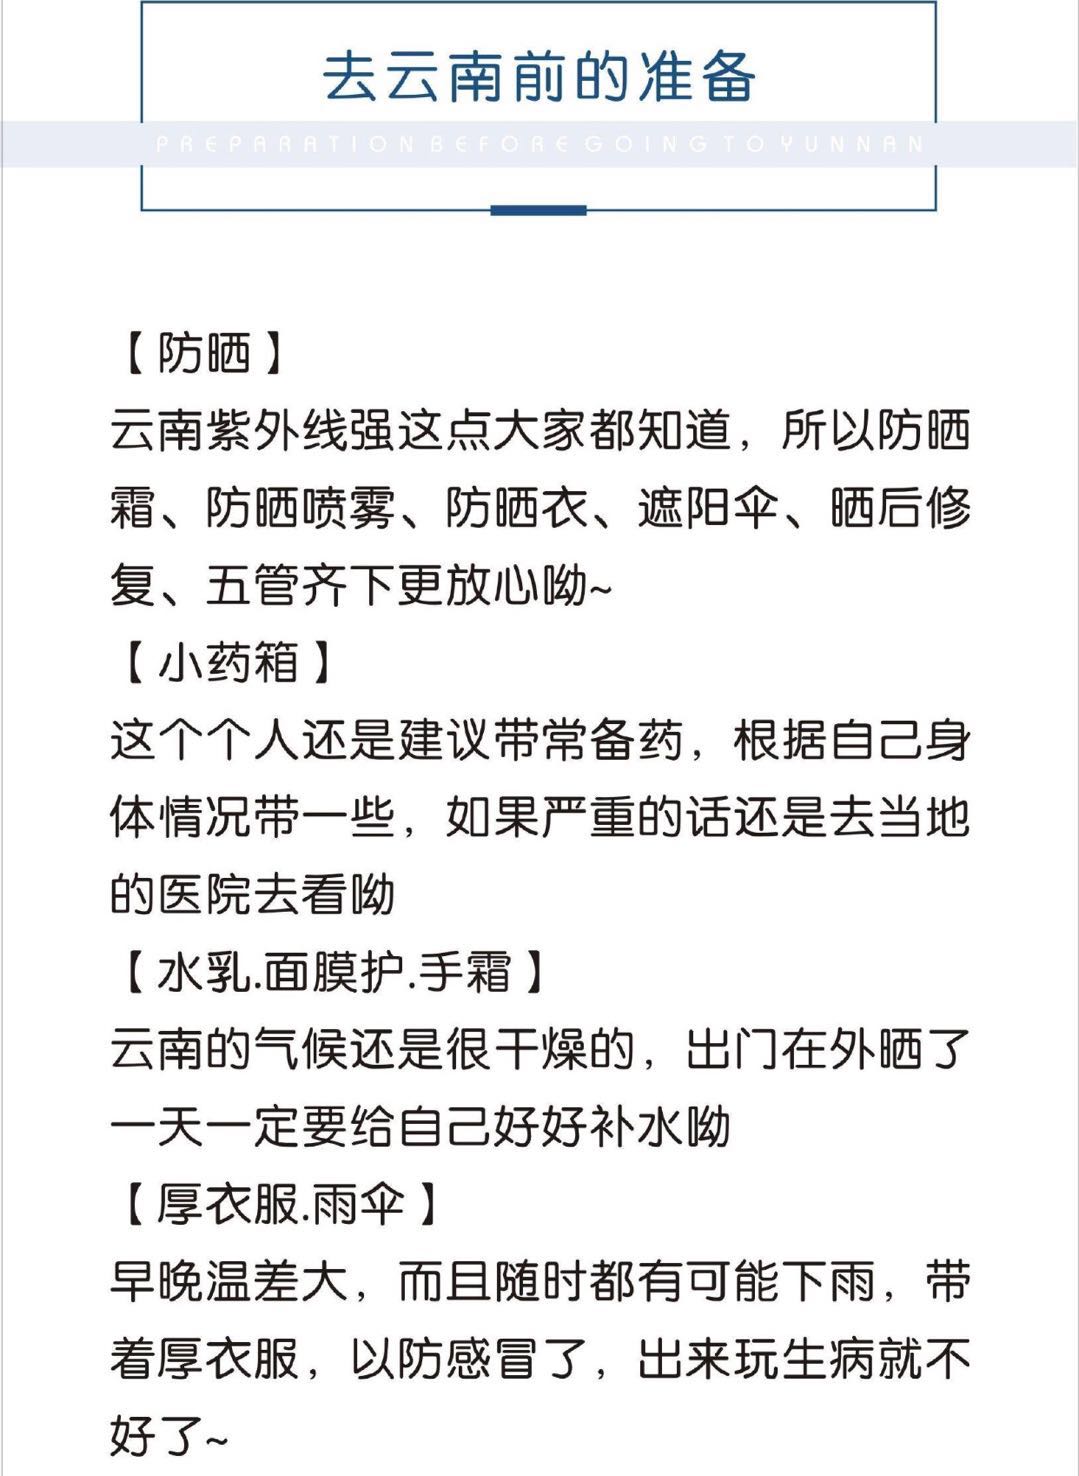 去云南前的准备
PREPARATION BEFORE GOING TO YUNNAN
【防晒】
云南紫外线强这点大家都知道，所以防晒
霜、防晒喷雾、防晒衣、遮阳伞、晒后修
复、五管齐下更放心呦~
【小药箱】
这个个人还是建议带常备药，根据自己身
体情况带一些，如果严重的话还是去当地
的医院去看呦
【水乳.面膜护.手霜】
云南的气候还是很干燥的，出门在外晒了
一天一定要给自己好好补水呦
【厚衣服.雨伞】
早晚温差大，而且随时都有可能下雨，带
着厚衣服，以防感冒了，出来玩生病就不
好了~